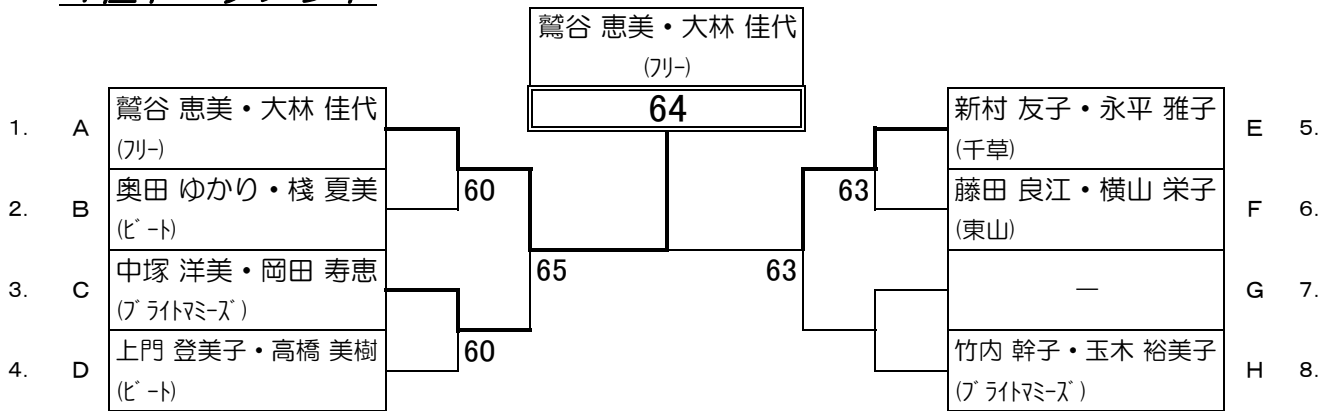 鷲谷 恵美・大林 佳代
(フリー)
64
1. A 鷲谷 恵美・大林 佳代
(フリー)
60
2. B 奥田 ゆかり・棧 夏美
(ビート)
65
3. C 中塚 洋美・岡田 寿恵
(ブライトマミーズ)
60
4. D 上門 登美子・高橋 美樹
(ビート)
新村 友子・永平 雅子 E 5.
(千草)
63
藤田 良江・横山 栄子 F 6.
(東山)
63
― G 7.
竹内 幹子・玉木 裕美子 H 8.
(ブライトマミーズ)